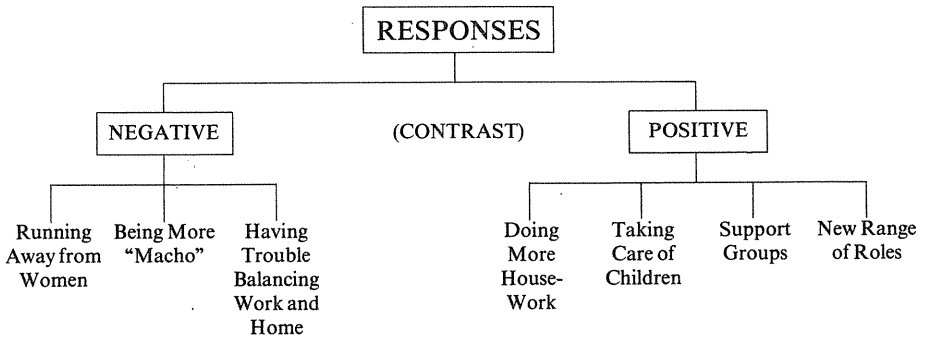 RESPONSES
NEGATIVE
(CONTRAST)
POSITIVE
Running
Away from
Women
Being More
“Macho”
Having
Trouble
Balancing
Work and
Home
Doing
More
House-
Work
Taking
Care of
Children
Support
Groups
New Range
of Roles